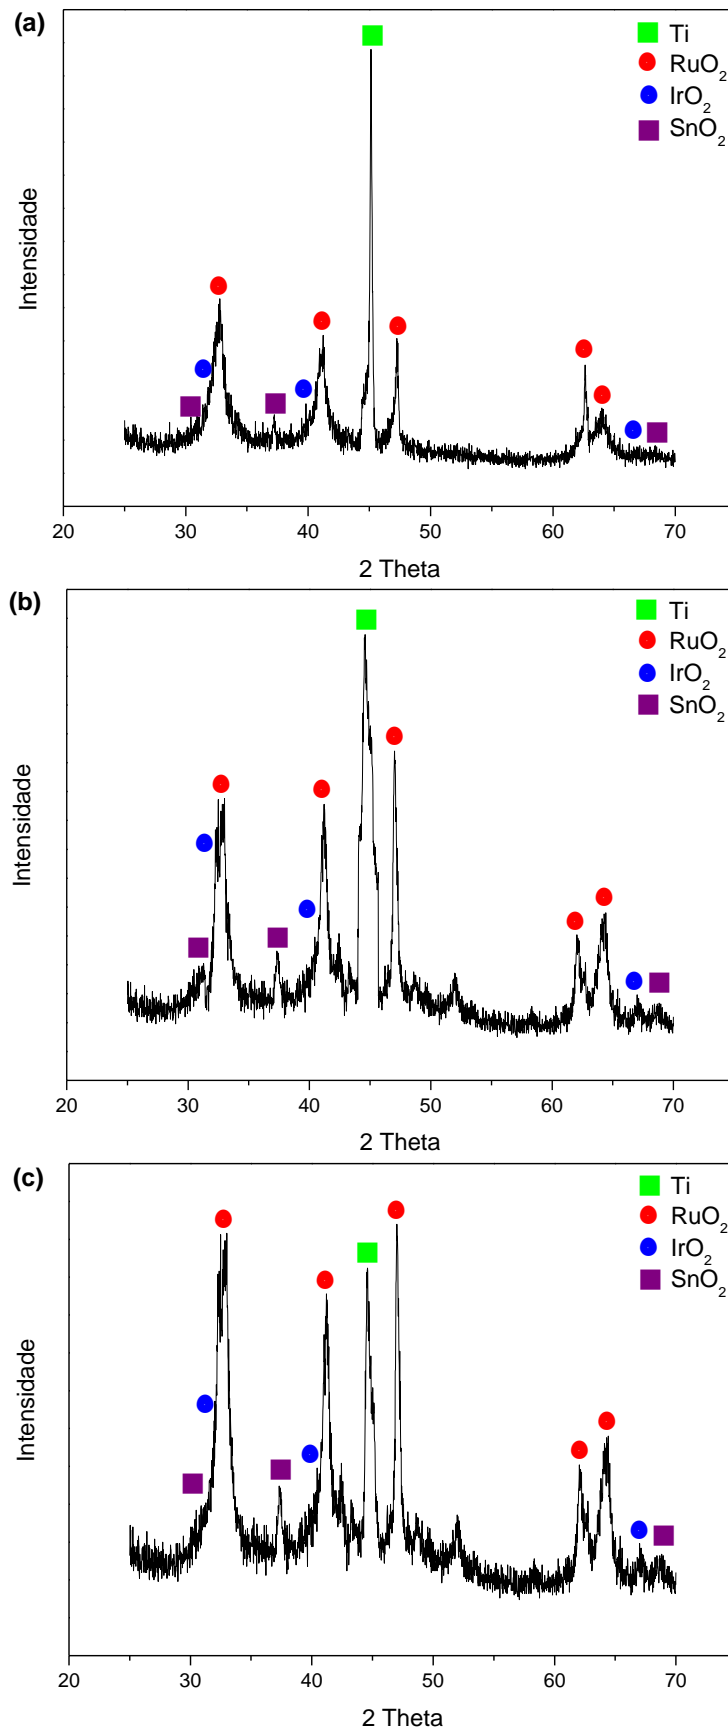 (a)
Ti
RuO₂
IrO₂
SnO₂
Intensidade
20 30 40 50 60 70
2 Theta
(b)
Ti
RuO₂
IrO₂
SnO₂
Intensidade
20 30 40 50 60 70
2 Theta
(c)
Ti
RuO₂
IrO₂
SnO₂
Intensidade
20 30 40 50 60 70
2 Theta